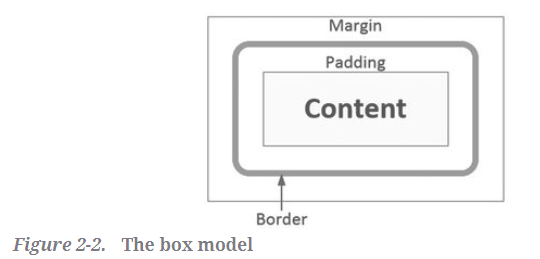 Margin
Padding
Content
Border
Figure 2-2. The box model